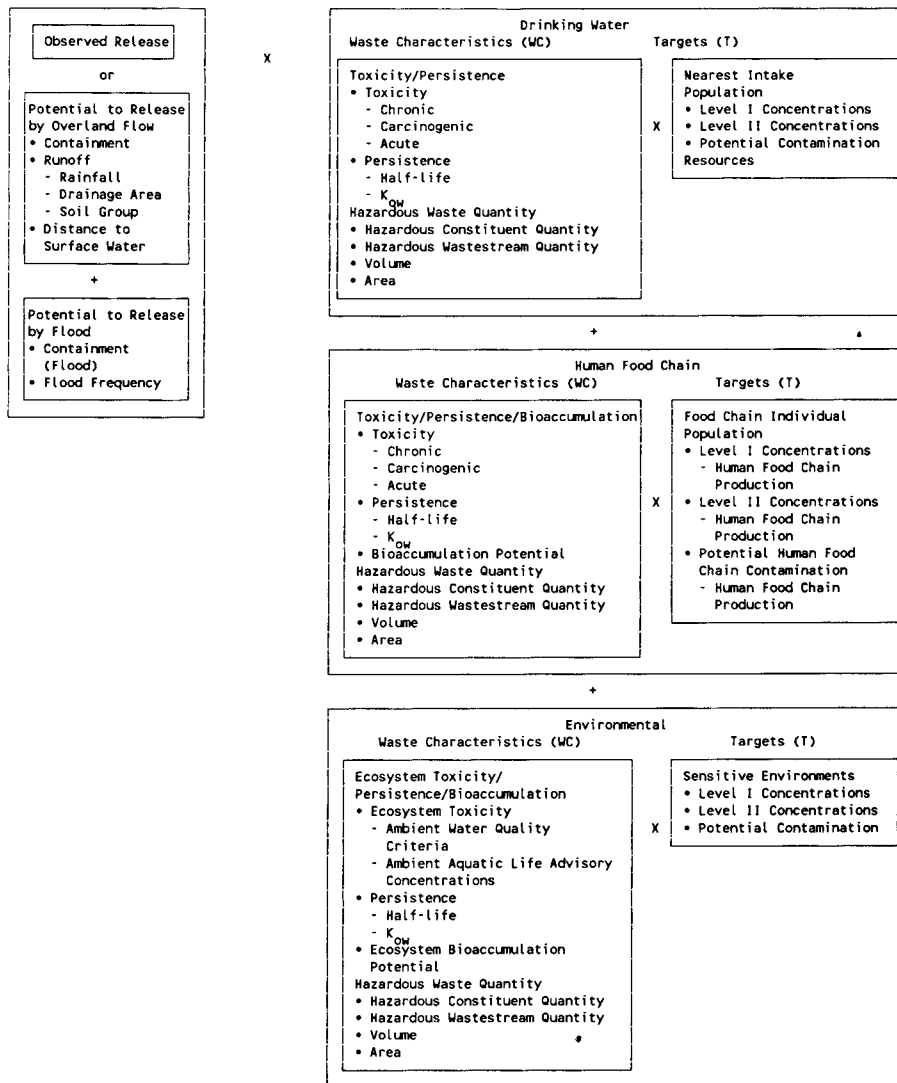 Observed Release
or
Potential to Release
by Overland Flow
• Containment
• Runoff
- Rainfall
- Drainage Area
- Soil Group
• Distance to
Surface Water
+
Potential to Release
by Flood
• Containment
(Flood)
• Flood Frequency
X
Drinking Water
Waste Characteristics (WC)
Toxicity/Persistence
• Toxicity
- Chronic
- Carcinogenic
- Acute
• Persistence
- Half-life
- Kow
Hazardous Waste Quantity
• Hazardous Constituent Quantity
• Hazardous Wastestream Quantity
• Volume
• Area
X
Targets (T)
Nearest Intake
Population
• Level I Concentrations
• Level II Concentrations
• Potential Contamination
Resources
+
Human Food Chain
Waste Characteristics (WC)
Toxicity/Persistence/Bioaccumulation
• Toxicity
- Chronic
- Carcinogenic
- Acute
• Persistence
- Half-life
- Kow
• Bioaccumulation Potential
Hazardous Waste Quantity
• Hazardous Constituent Quantity
• Hazardous Wastestream Quantity
• Volume
• Area
X
Targets (T)
Food Chain Individual
Population
• Level I Concentrations
- Human Food Chain
Production
• Level II Concentrations
- Human Food Chain
Production
• Potential Human Food
Chain Contamination
- Human Food Chain
Production
+
Environmental
Waste Characteristics (WC)
Ecosystem Toxicity/
Persistence/Bioaccumulation
• Ecosystem Toxicity
- Ambient Water Quality
Criteria
- Ambient Aquatic Life Advisory
Concentrations
• Persistence
- Half-life
- Kow
• Ecosystem Bioaccumulation
Potential
Hazardous Waste Quantity
• Hazardous Constituent Quantity
• Hazardous Wastestream Quantity
• Volume
• Area
X
Targets (T)
Sensitive Environments
• Level I Concentrations
• Level II Concentrations
• Potential Contamination